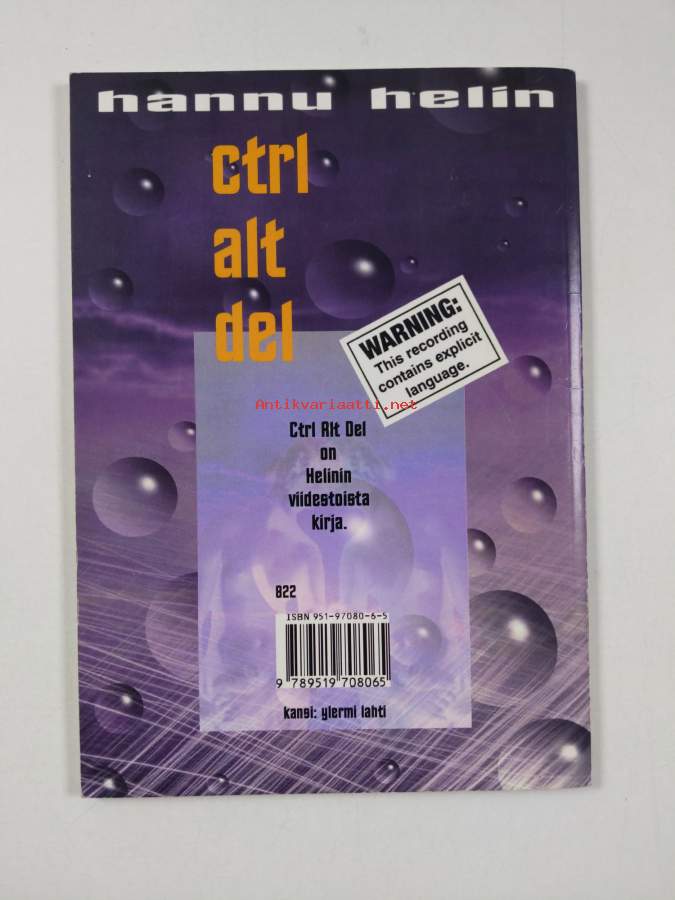 hannu helin
ctrl
alt
del
WARNING:
This recording
contains explicit
language.
Antikvariaatti.net
Ctrl Alt Del
on
Helinin
viidestoista
kirja.
822
ISBN 951-97080-6-5
9 789519 708065
kansi: ylermi lahti